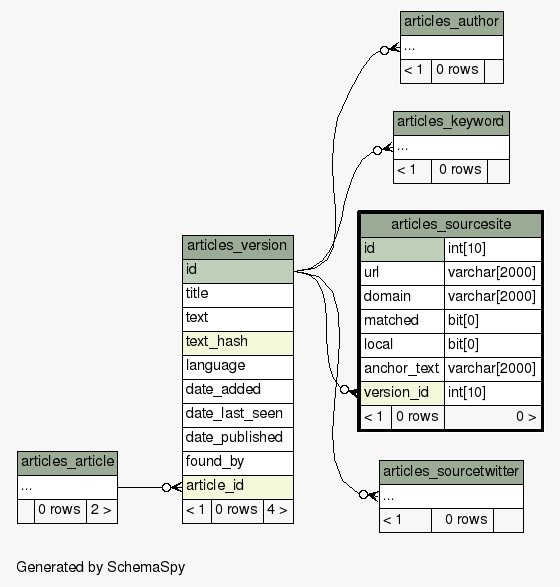 articles_author
...
< 1 0 rows
articles_keyword
...
< 1 0 rows
articles_sourcesite
id int[10]
url varchar[2000]
domain varchar[2000]
matched bit[0]
local bit[0]
anchor_text varchar[2000]
version_id int[10]
< 1 0 rows 0 >
articles_version
id
title
text
text_hash
language
date_added
date_last_seen
date_published
found_by
article_id
< 1 0 rows 4 >
articles_article
...
0 rows 2 >
articles_sourcetwitter
...
< 1 0 rows
Generated by SchemaSpy